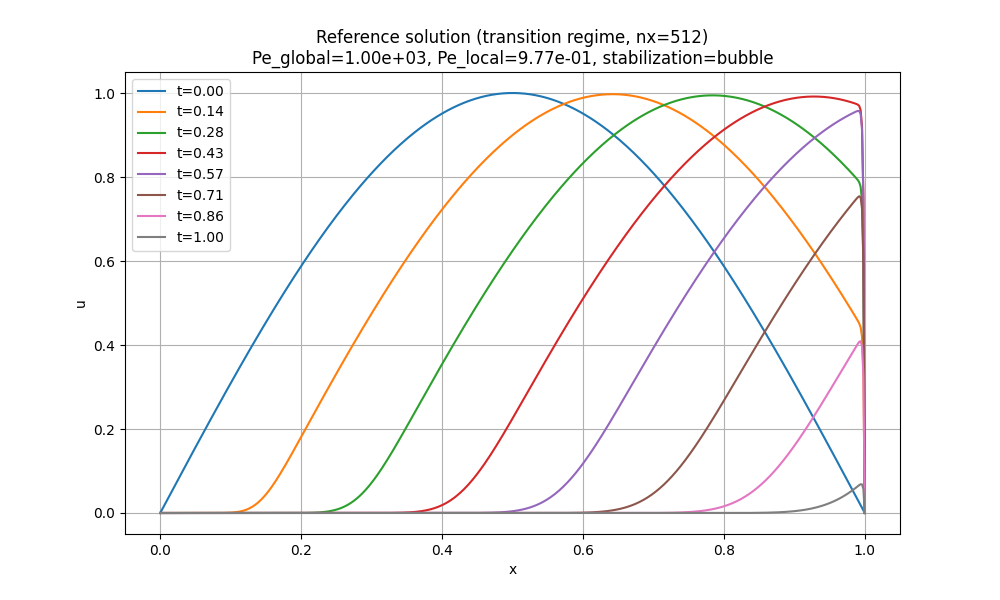 Reference solution (transition regime, nx=512)
Pe_global=1.00e+03, Pe_local=9.77e-01, stabilization=bubble
t=0.00
t=0.14
t=0.28
t=0.43
t=0.57
t=0.71
t=0.86
t=1.00
1.0
0.8
0.6
0.4
0.2
0.0
u
0.0 0.2 0.4 0.6 0.8 1.0
x